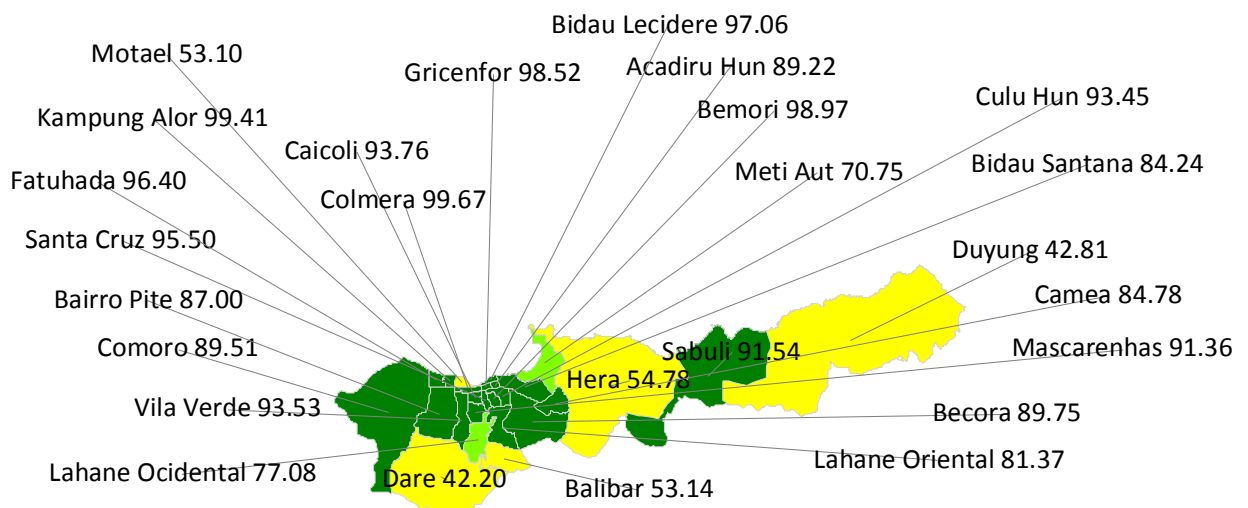 Bidau Lecidere 97.06
Motael 53.10
Gricenfor 98.52
Acadiru Hun 89.22
Culu Hun 93.45
Bemori 98.97
Kampung Alor 99.41
Caicoli 93.76
Bidau Santana 84.24
Meti Aut 70.75
Fatuhada 96.40
Colmera 99.67
Santa Cruz 95.50
Duyung 42.81
Bairro Pite 87.00
Camea 84.78
Comoro 89.51
Sabuli 91.54
Mascarenhas 91.36
Hera 54.78
Vila Verde 93.53
Becora 89.75
Lahane Oriental 81.37
Lahane Ocidental 77.08
Dare 42.20
Balibar 53.14